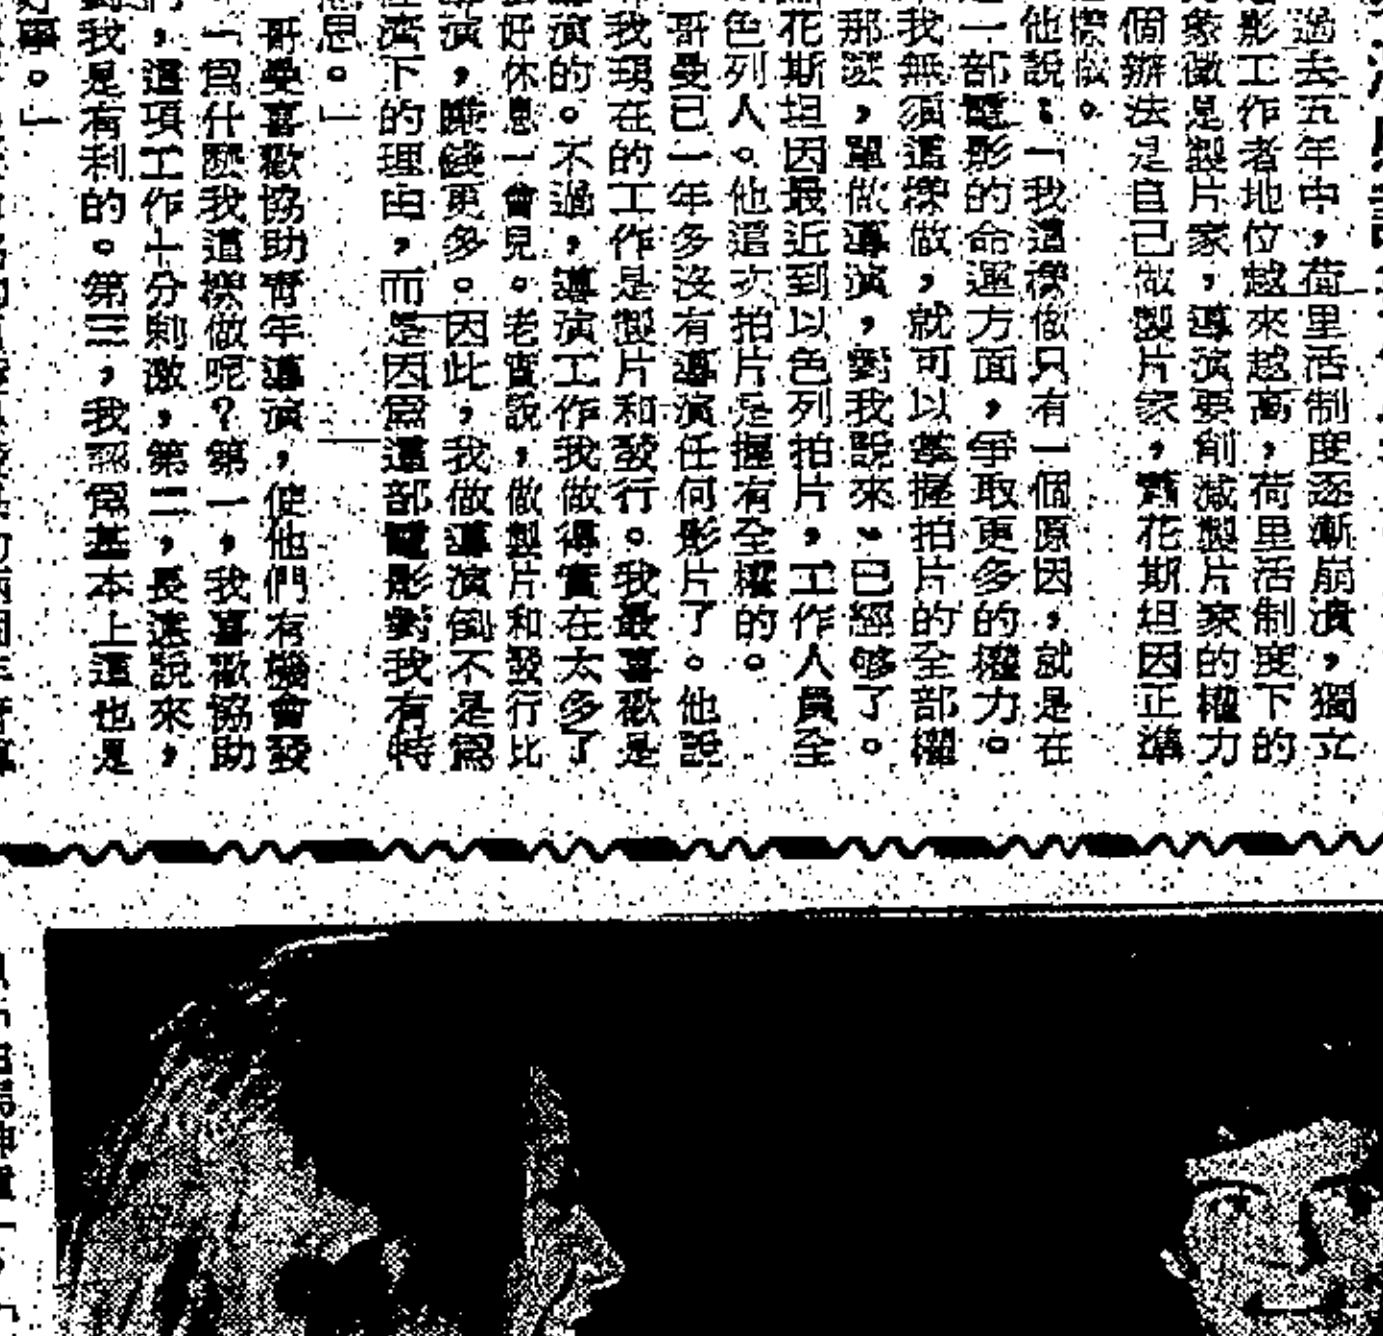 過去五年中，荷里活制度逐漸崩潰，獨立
影工作者地位越來越高，荷里活制度下的
象徵是製片家，導演要削減製片家的權力
個辦法是自己做製片家，舊花斯坦因正準
樣做。
他說：「我這樣做只有一個原因，就是在
一部電影的命運方面，爭取更多的權力。
我無須這樣做，就可以掌握拍片的全部權
那樣，單做導演，對我說來、已經够了。
花斯坦因最近到以色列拍片，工作人員全
色列人。他這次拍片是握有全權的。
哥曼已一年多沒有導演任何影片了。他說
我現在的工作是製片和發行。我最喜歡是
演的。不過，導演工作我做得實在太多了
好休息一會兒。老實說，做製片和發行比
演，賺錢更多。因此，我做導演倒不是爲
濟下的理由，而是因爲這部電影對我有特
思。」
哥曼喜歡協助青年導演，使他們有機會發
「爲什麽我這樣做呢？第一，我喜歡協助
，這項工作十分刺激，第二，長遠說來，
我是有利的。第三，我認爲基本上這也是
好事。」